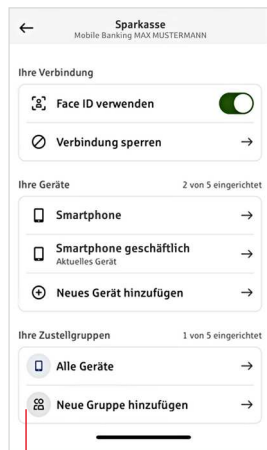 Sparkasse
Mobile Banking MAX MUSTERMANN
Ihre Verbindung
Face ID verwenden
Verbindung sperren
Ihre Geräte 2 von 5 eingerichtet
Smartphone
Smartphone geschäftlich
Aktuelles Gerät
Neues Gerät hinzufügen
Ihre Zustellgruppen 1 von 5 eingerichtet
Alle Geräte
Neue Gruppe hinzufügen